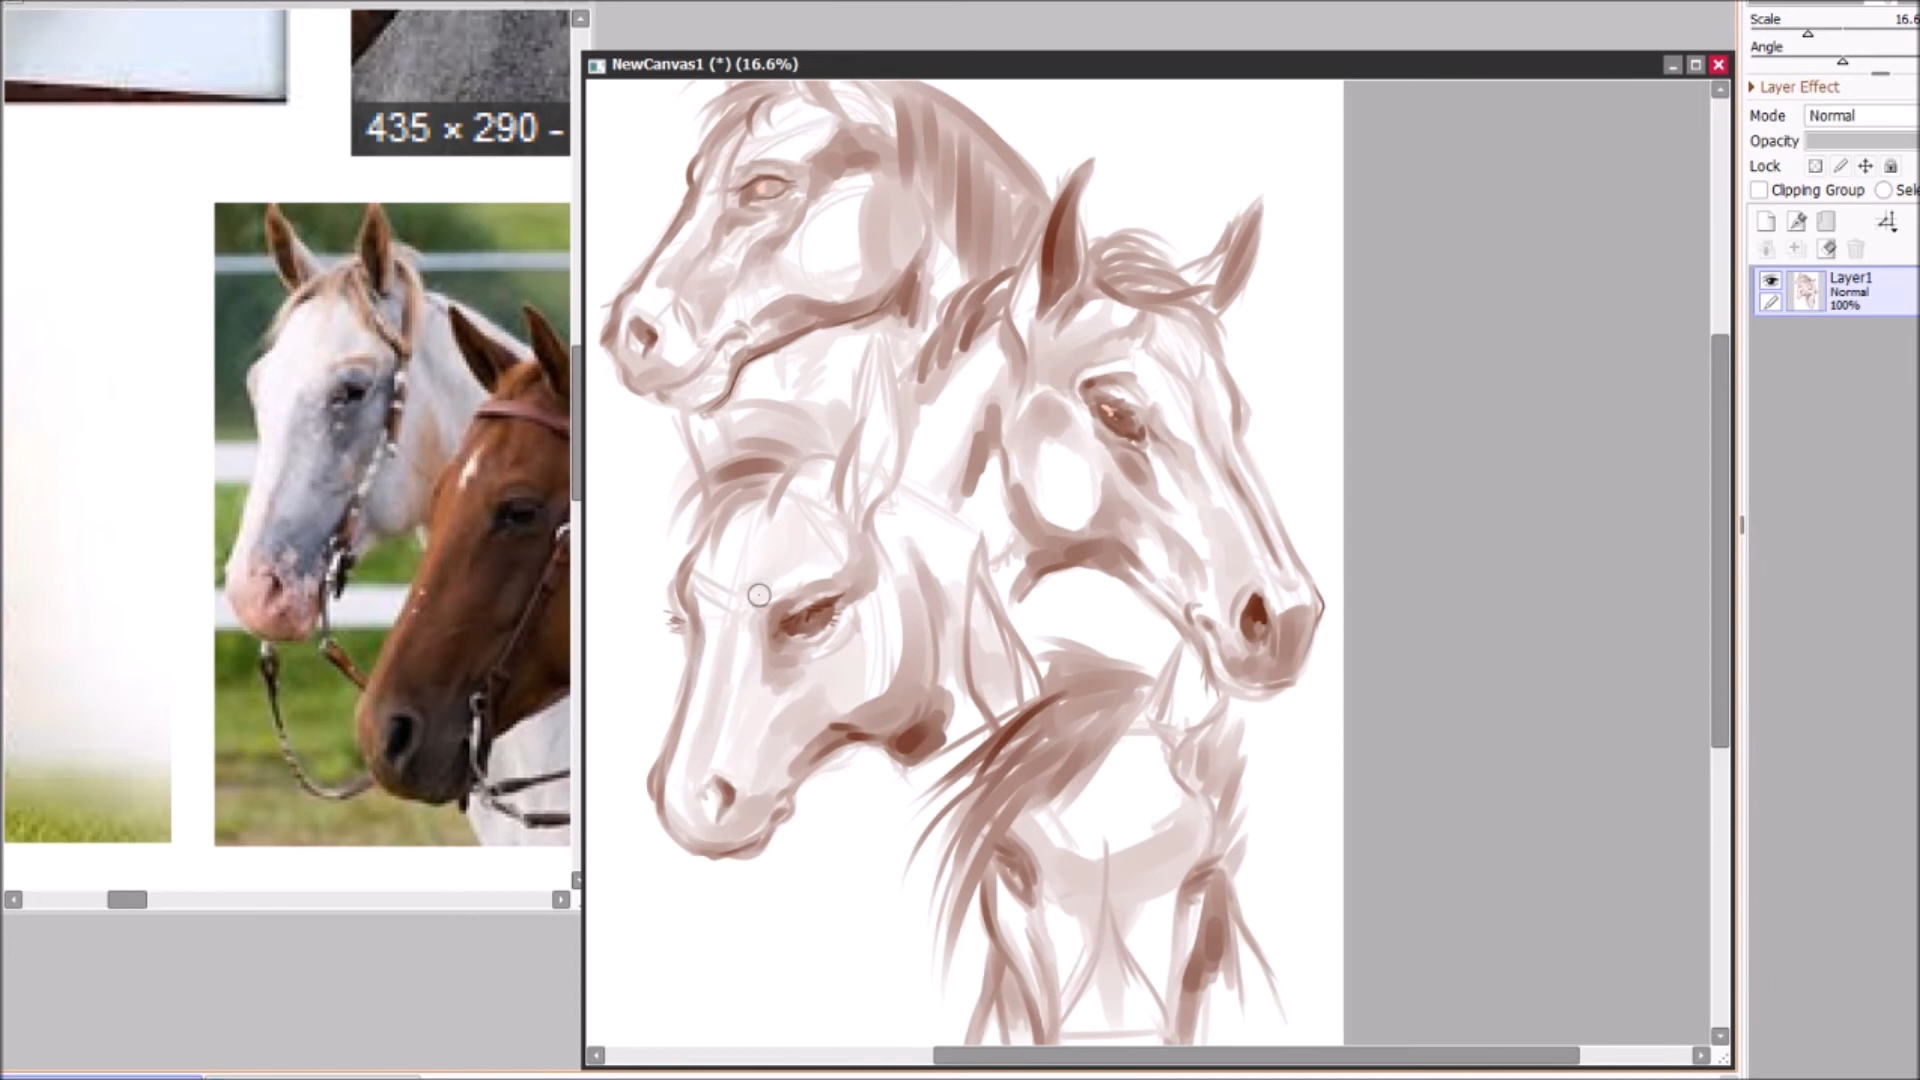 435 × 290 –
NewCanvas1 (*) (16.6%)
Scale 16.6
Angle
Layer Effect
Mode Normal
Opacity
Lock
Clipping Group Sele
Layer1
Normal
100%